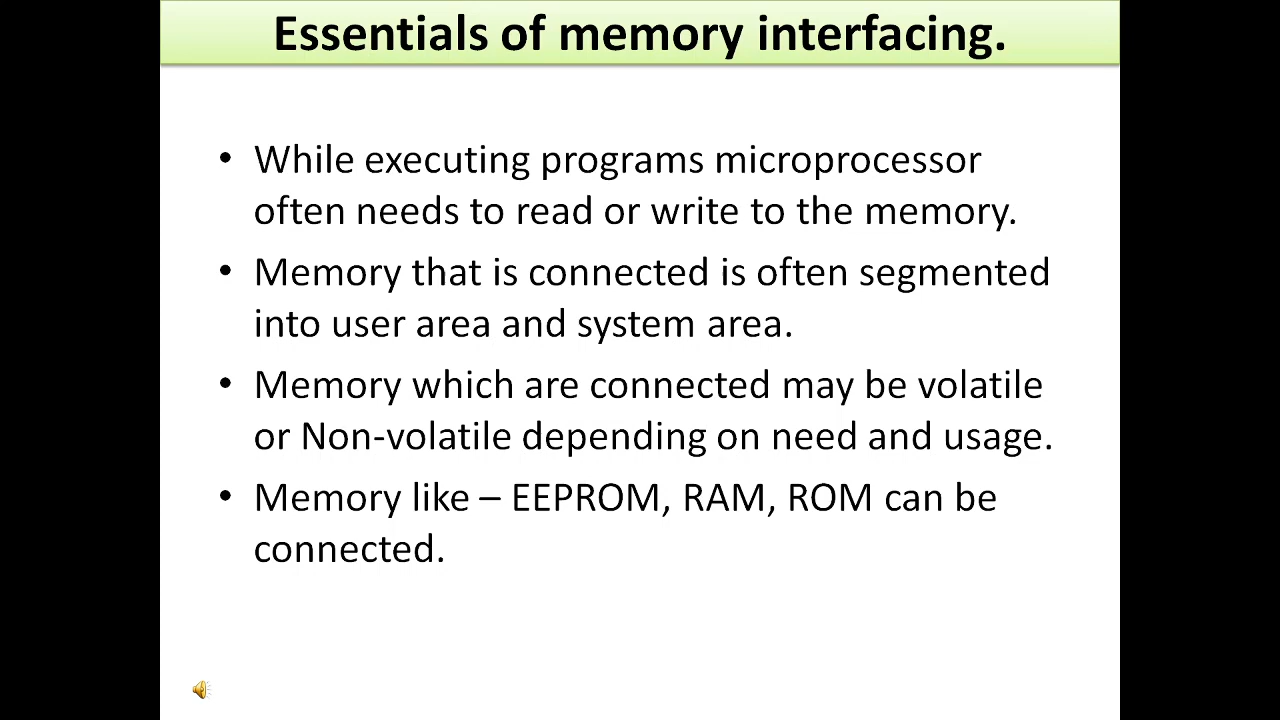 Essentials of memory interfacing.
• While executing programs microprocessor
often needs to read or write to the memory.
• Memory that is connected is often segmented
into user area and system area.
• Memory which are connected may be volatile
or Non-volatile depending on need and usage.
• Memory like – EEPROM, RAM, ROM can be
connected.